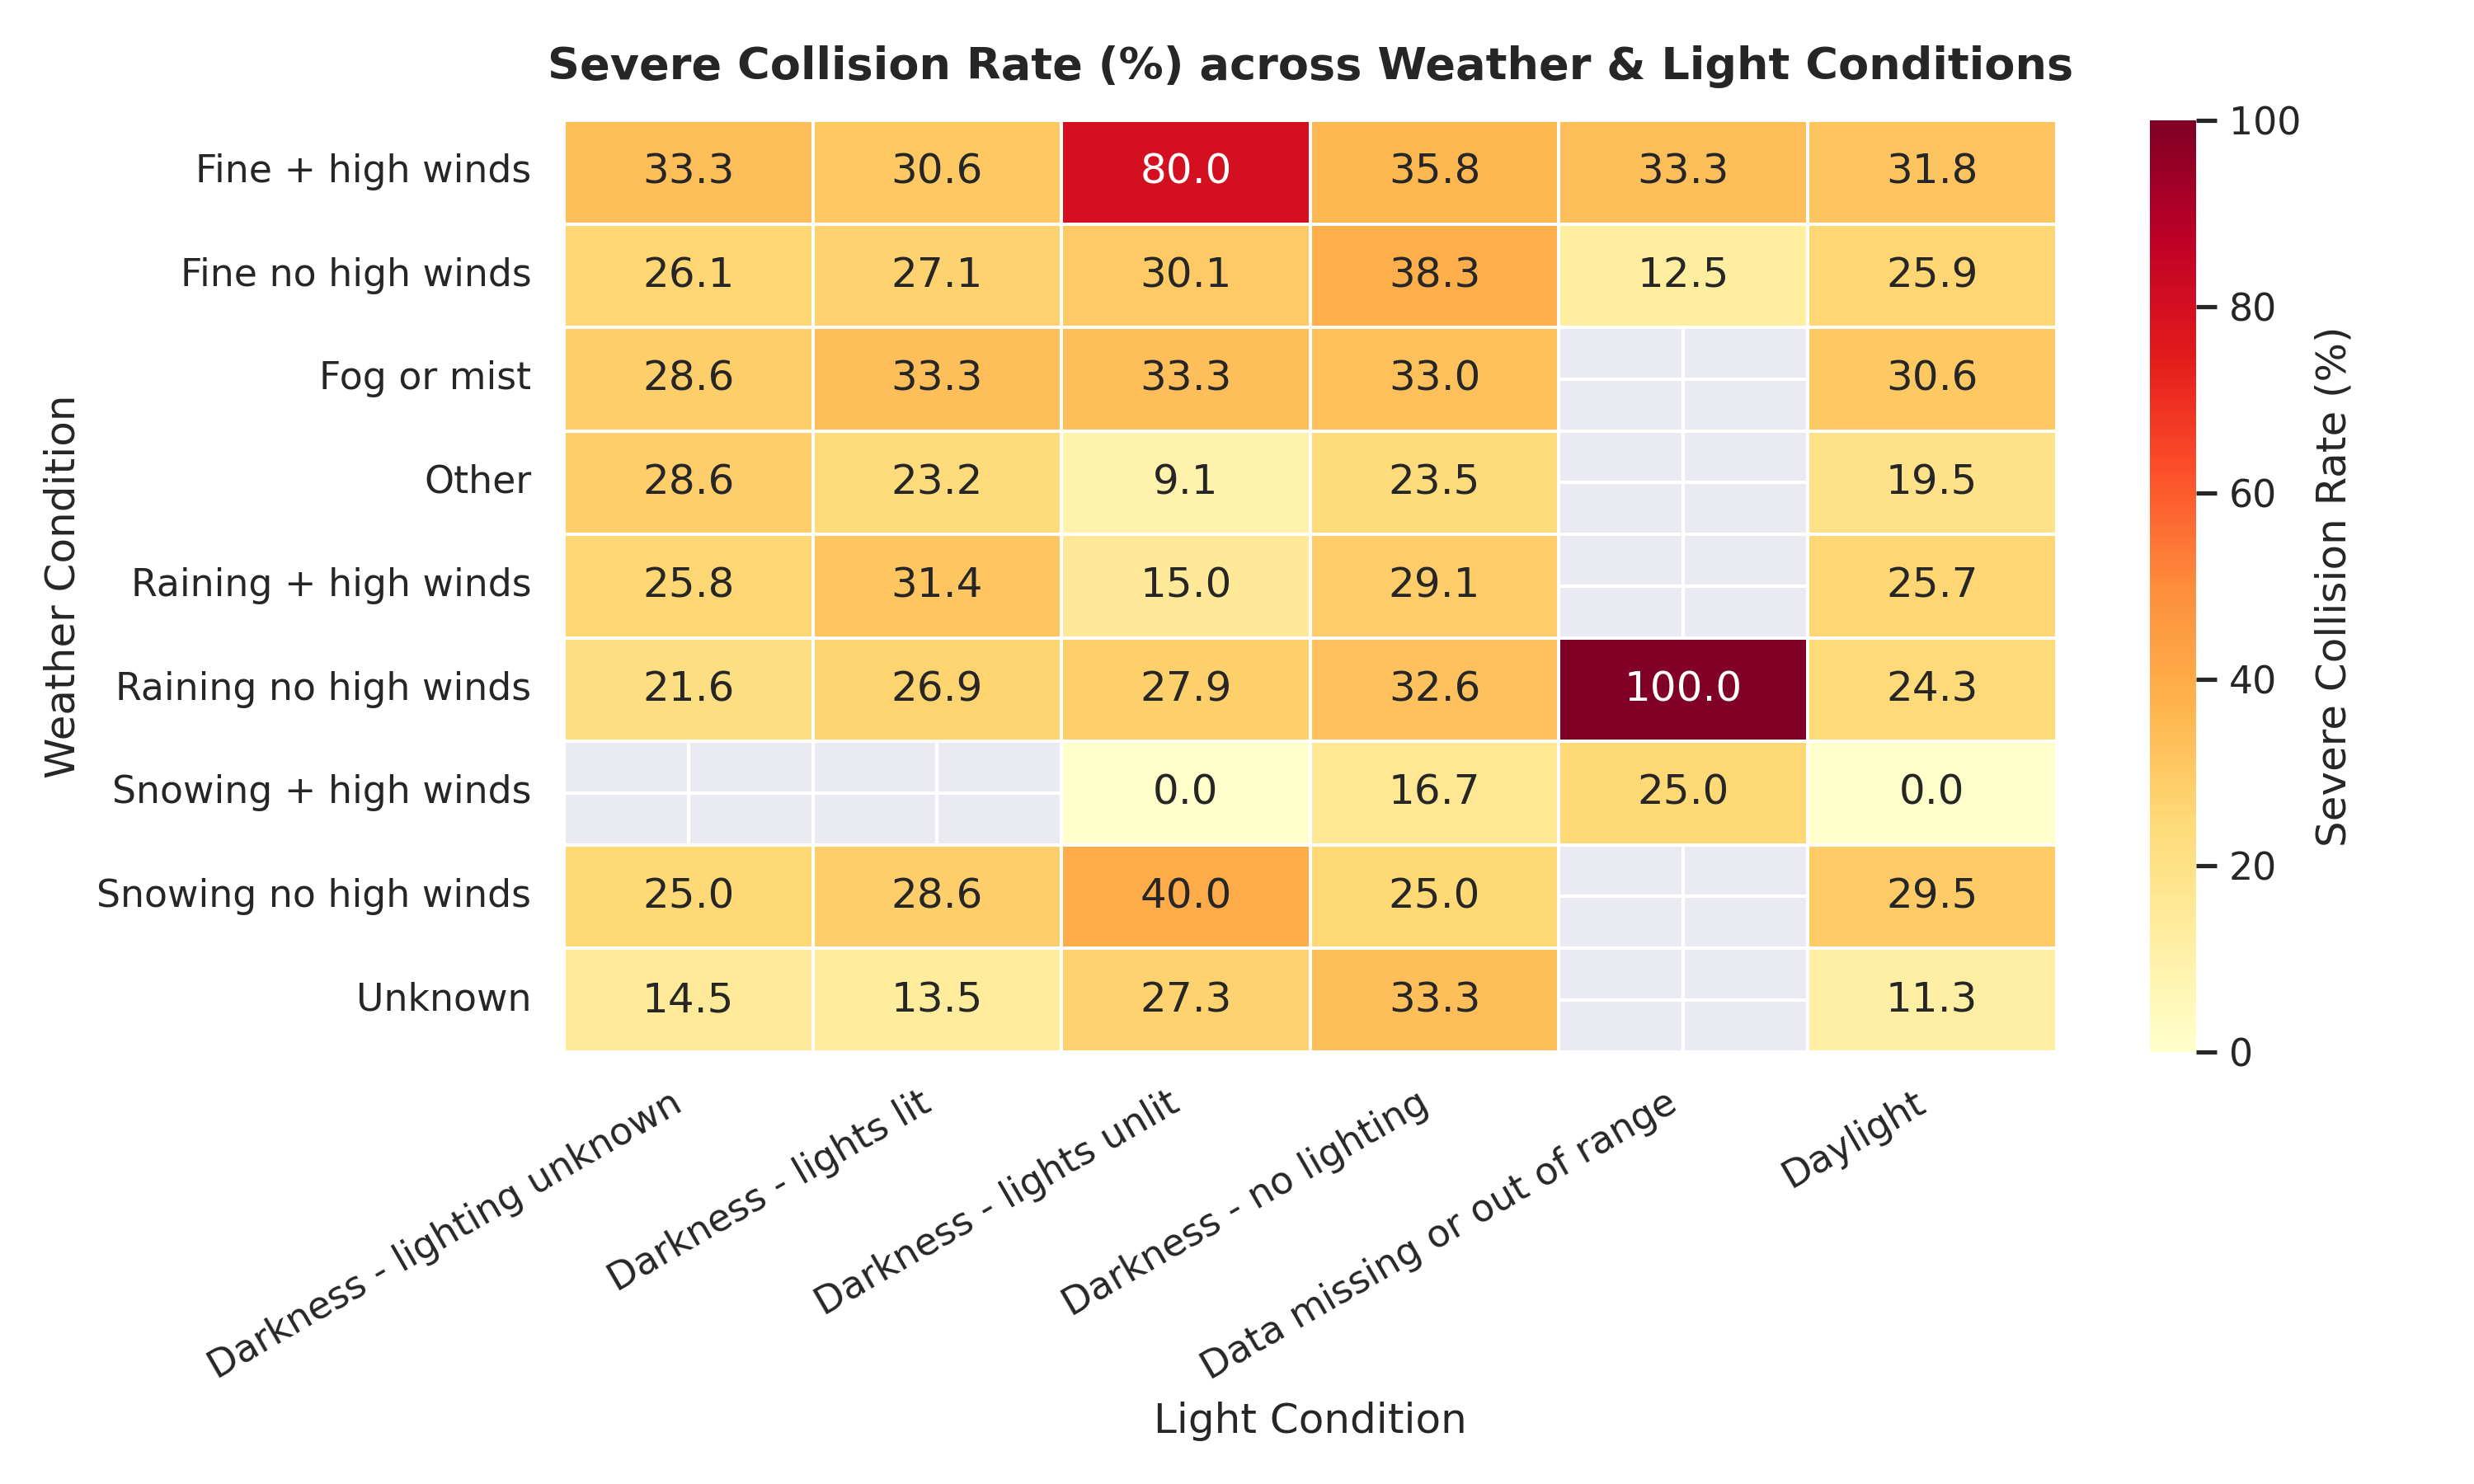 Severe Collision Rate (%) across Weather & Light Conditions
Weather Condition
Fine + high winds 33.3 30.6 80.0 35.8 33.3 31.8
Fine no high winds 26.1 27.1 30.1 38.3 12.5 25.9
Fog or mist 28.6 33.3 33.3 33.0 30.6
Other 28.6 23.2 9.1 23.5 19.5
Raining + high winds 25.8 31.4 15.0 29.1 25.7
Raining no high winds 21.6 26.9 27.9 32.6 100.0 24.3
Snowing + high winds 0.0 16.7 25.0 0.0
Snowing no high winds 25.0 28.6 40.0 25.0 29.5
Unknown 14.5 13.5 27.3 33.3 11.3
Darkness - lighting unknown
Darkness - lights lit
Darkness - lights unlit
Darkness - no lighting
Data missing or out of range
Daylight
Light Condition
100
80
60
40
20
0
Severe Collision Rate (%)